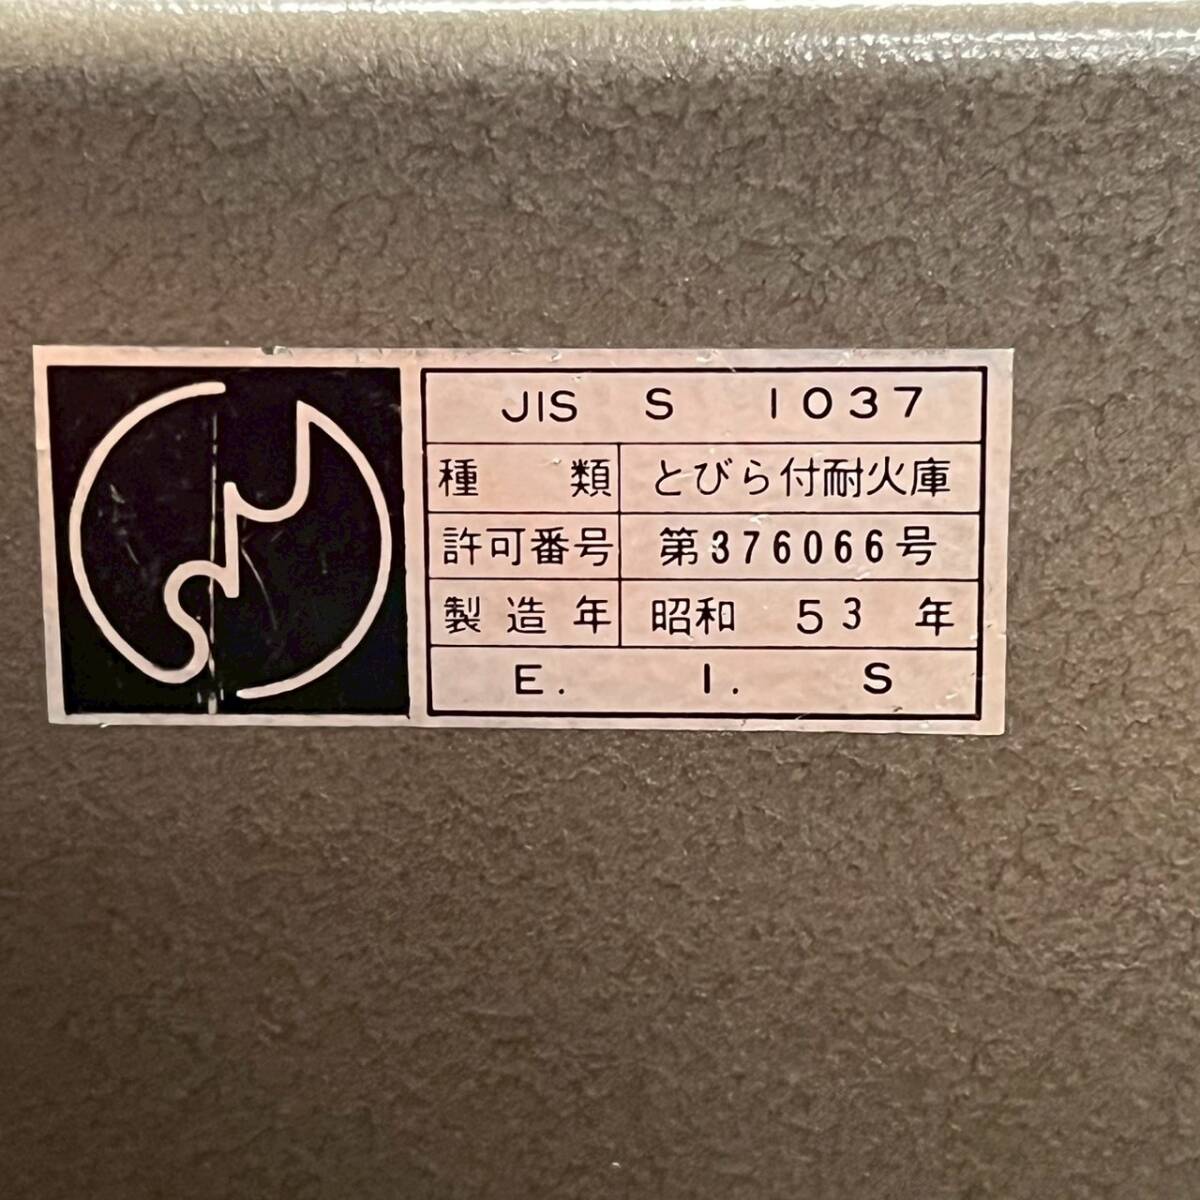 JIS S 1037
種類 とびら付耐火庫
許可番号 第376066号
製造年 昭和 53 年
E. I. S